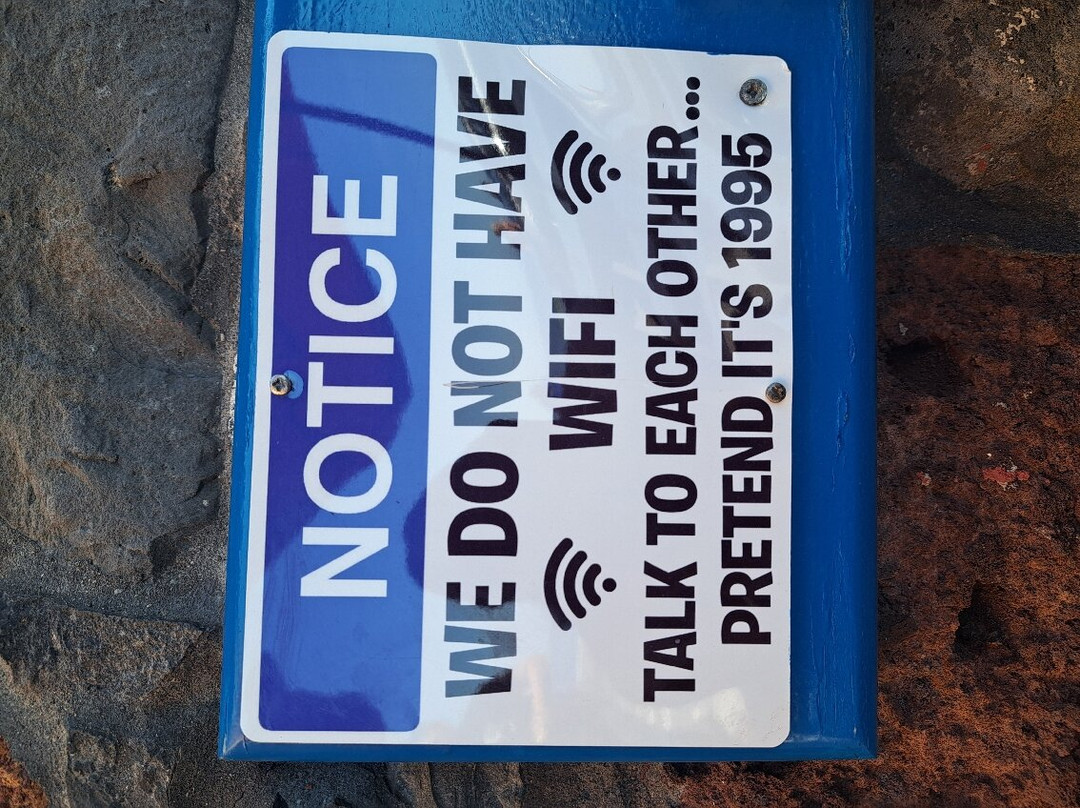 NOTICE
WE DO NOT HAVE
WIFI
TALK TO EACH OTHER...
PRETEND IT'S 1995